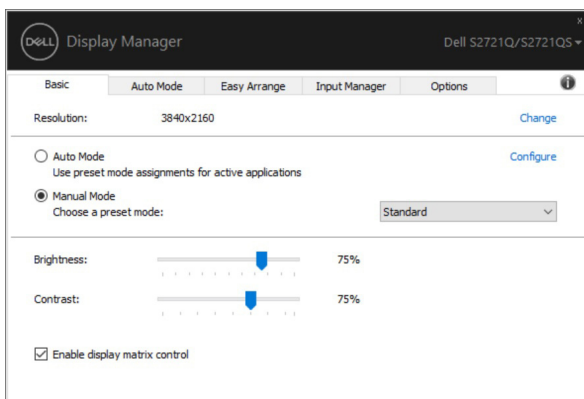 x
DELL Display Manager Dell S2721Q/S2721QS
Basic Auto Mode Easy Arrange Input Manager Options i
Resolution: 3840x2160 Change
Auto Mode Configure
Use preset mode assignments for active applications
Manual Mode
Choose a preset mode: Standard
Brightness: 75%
Contrast: 75%
Enable display matrix control